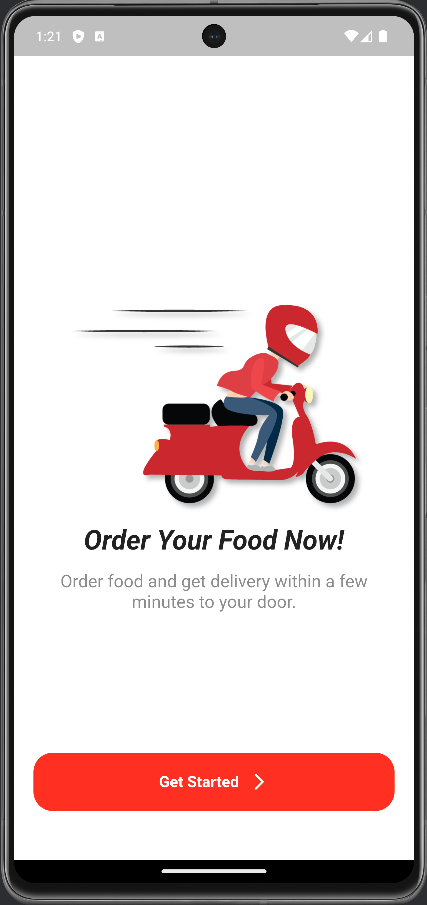 1:21
A
Order Your Food Now!
Order food and get delivery within a few
minutes to your door.
Get Started